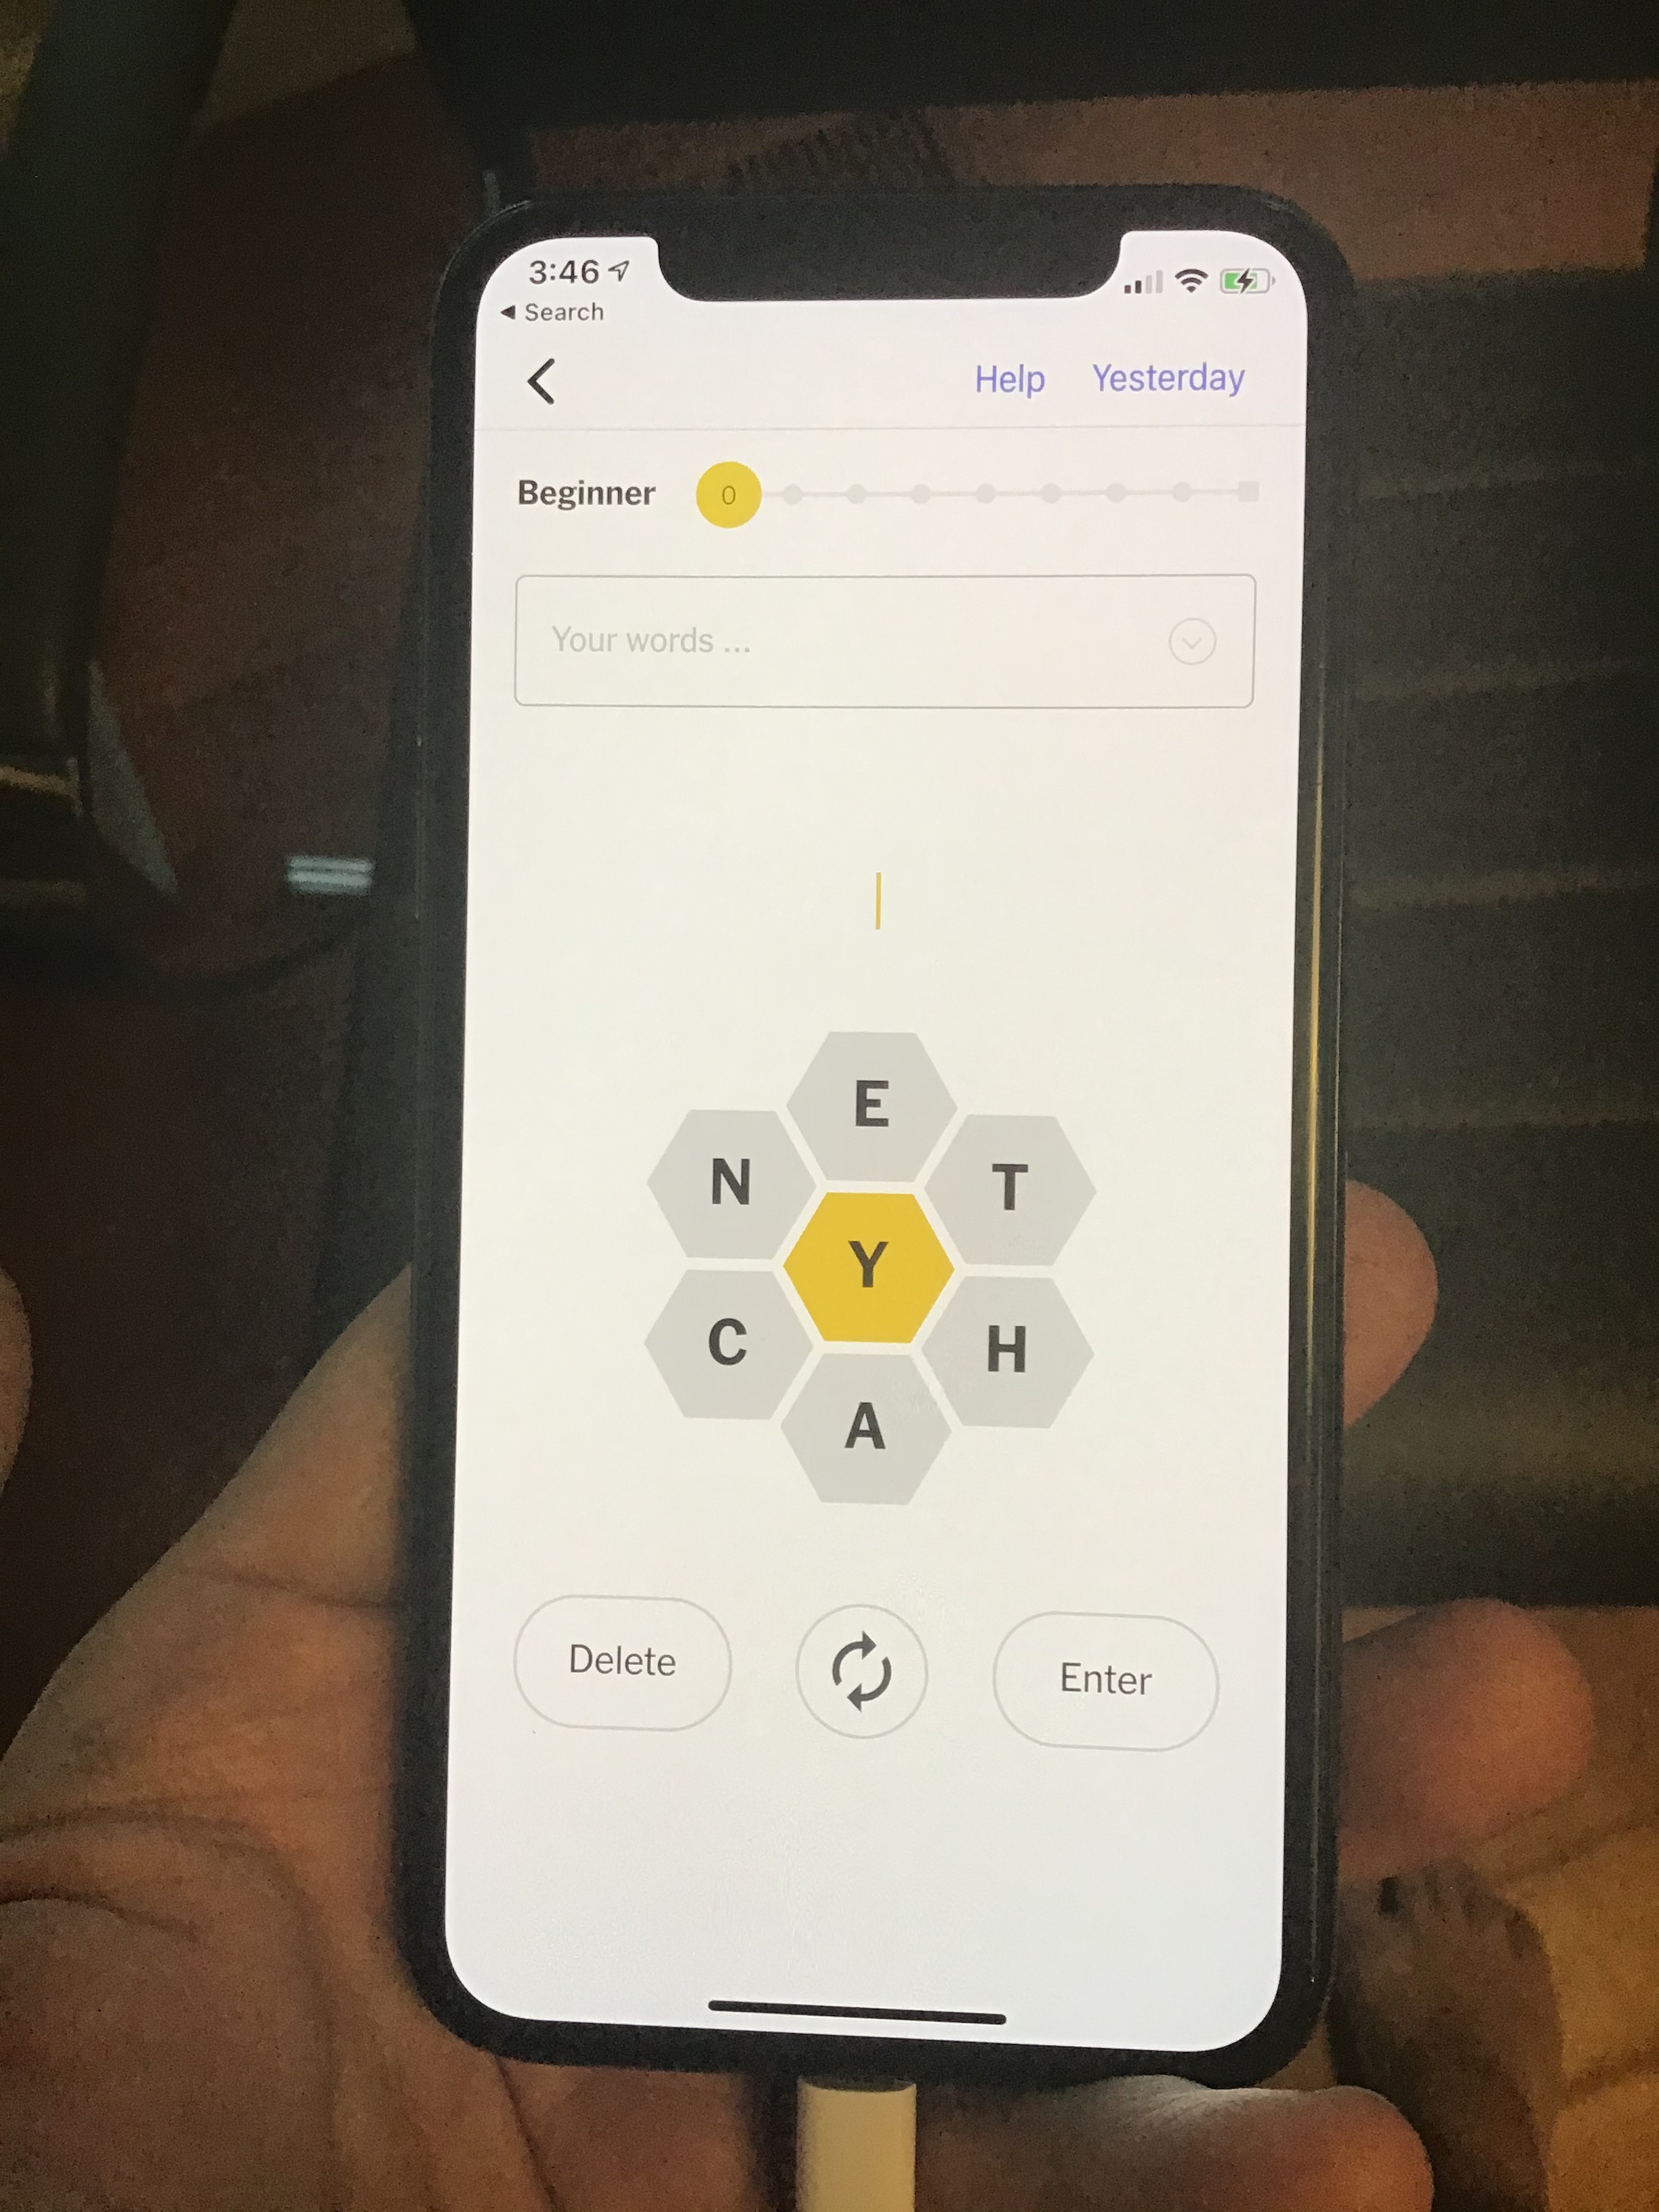 3:46
◀ Search
Help Yesterday
Beginner 0
Your words ...
E
N T
Y
C H
A
Delete Enter